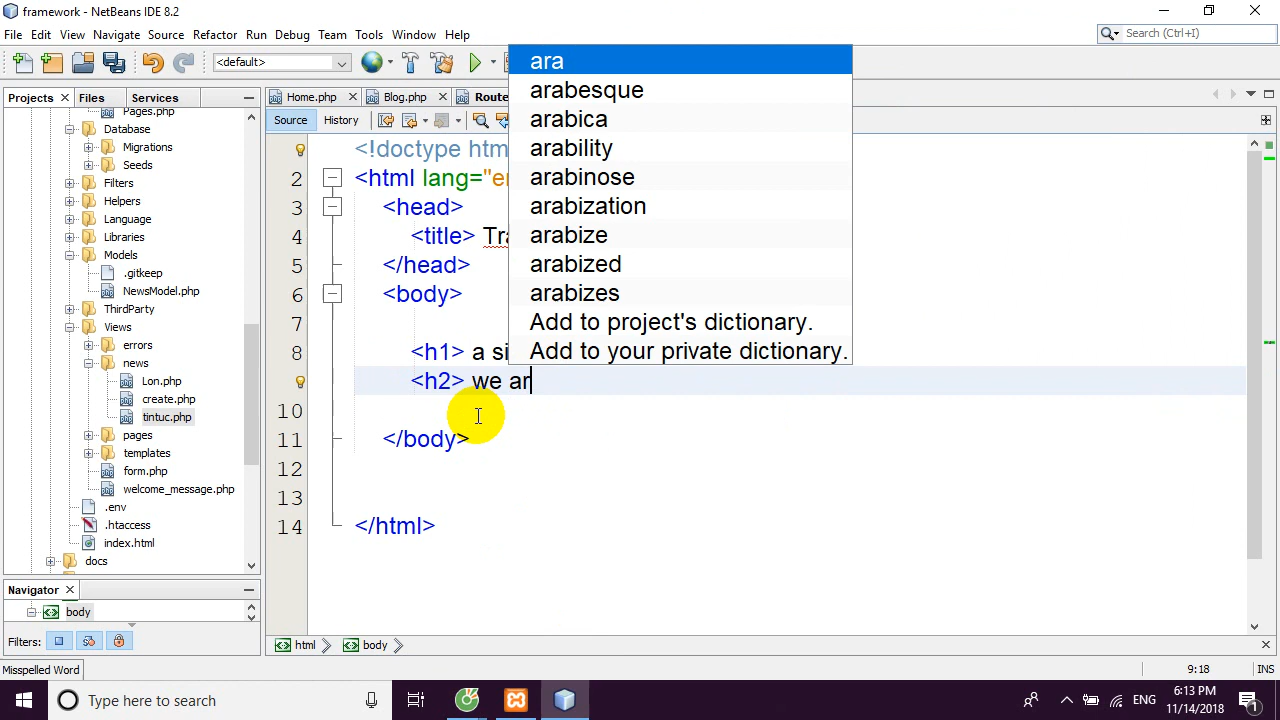 framework - NetBeans IDE 8.2
File Edit View Navigate Source Refactor Run Debug Team Tools Window Help
Search (Ctrl+I)
<default>
Projects Files Services
Home.php Blog.php Route
Source History
Pages.php
Database
Migrations
Seeds
Filters
Helpers
Language
Libraries
Models
.gitkeep
NewsModel.php
ThirdParty
Views
errors
news
Lon.php
create.php
tintuc.php
pages
templates
form.php
welcome_message.php
.env
.htaccess
index.html
docs
<!doctype htm
2 <html lang="e
3 <head>
4 <title> Tra
5 </head>
6 <body>
7
8 <h1> a si
<h2> we ar
10
11 </body>
12
13
14 </html>
ara
arabesque
arabica
arability
arabinose
arabization
arabize
arabized
arabizes
Add to project's dictionary.
Add to your private dictionary.
Navigator
body
Filters:
html body
Misspelled Word
9:18 INS
Type here to search
ENG
6:13 PM
11/14/2018
1